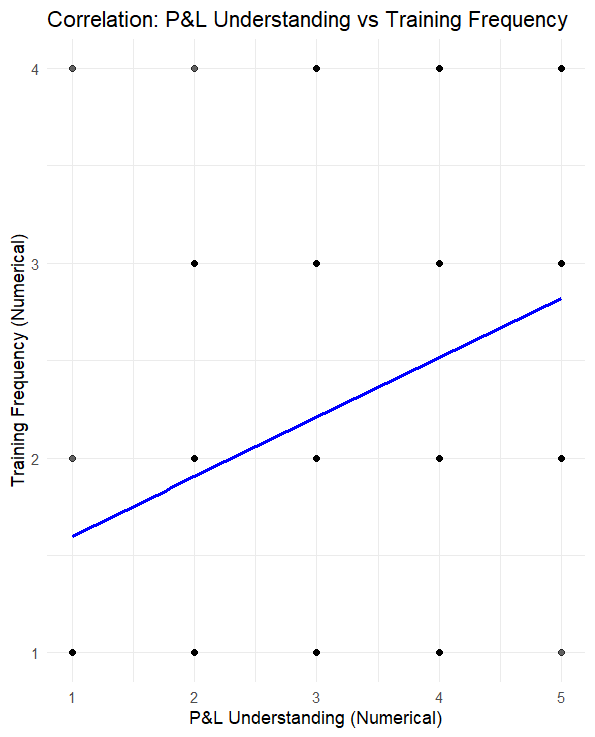 Correlation: P&L Understanding vs Training Frequency
Training Frequency (Numerical)
4
3
2
1
1 2 3 4 5
P&L Understanding (Numerical)